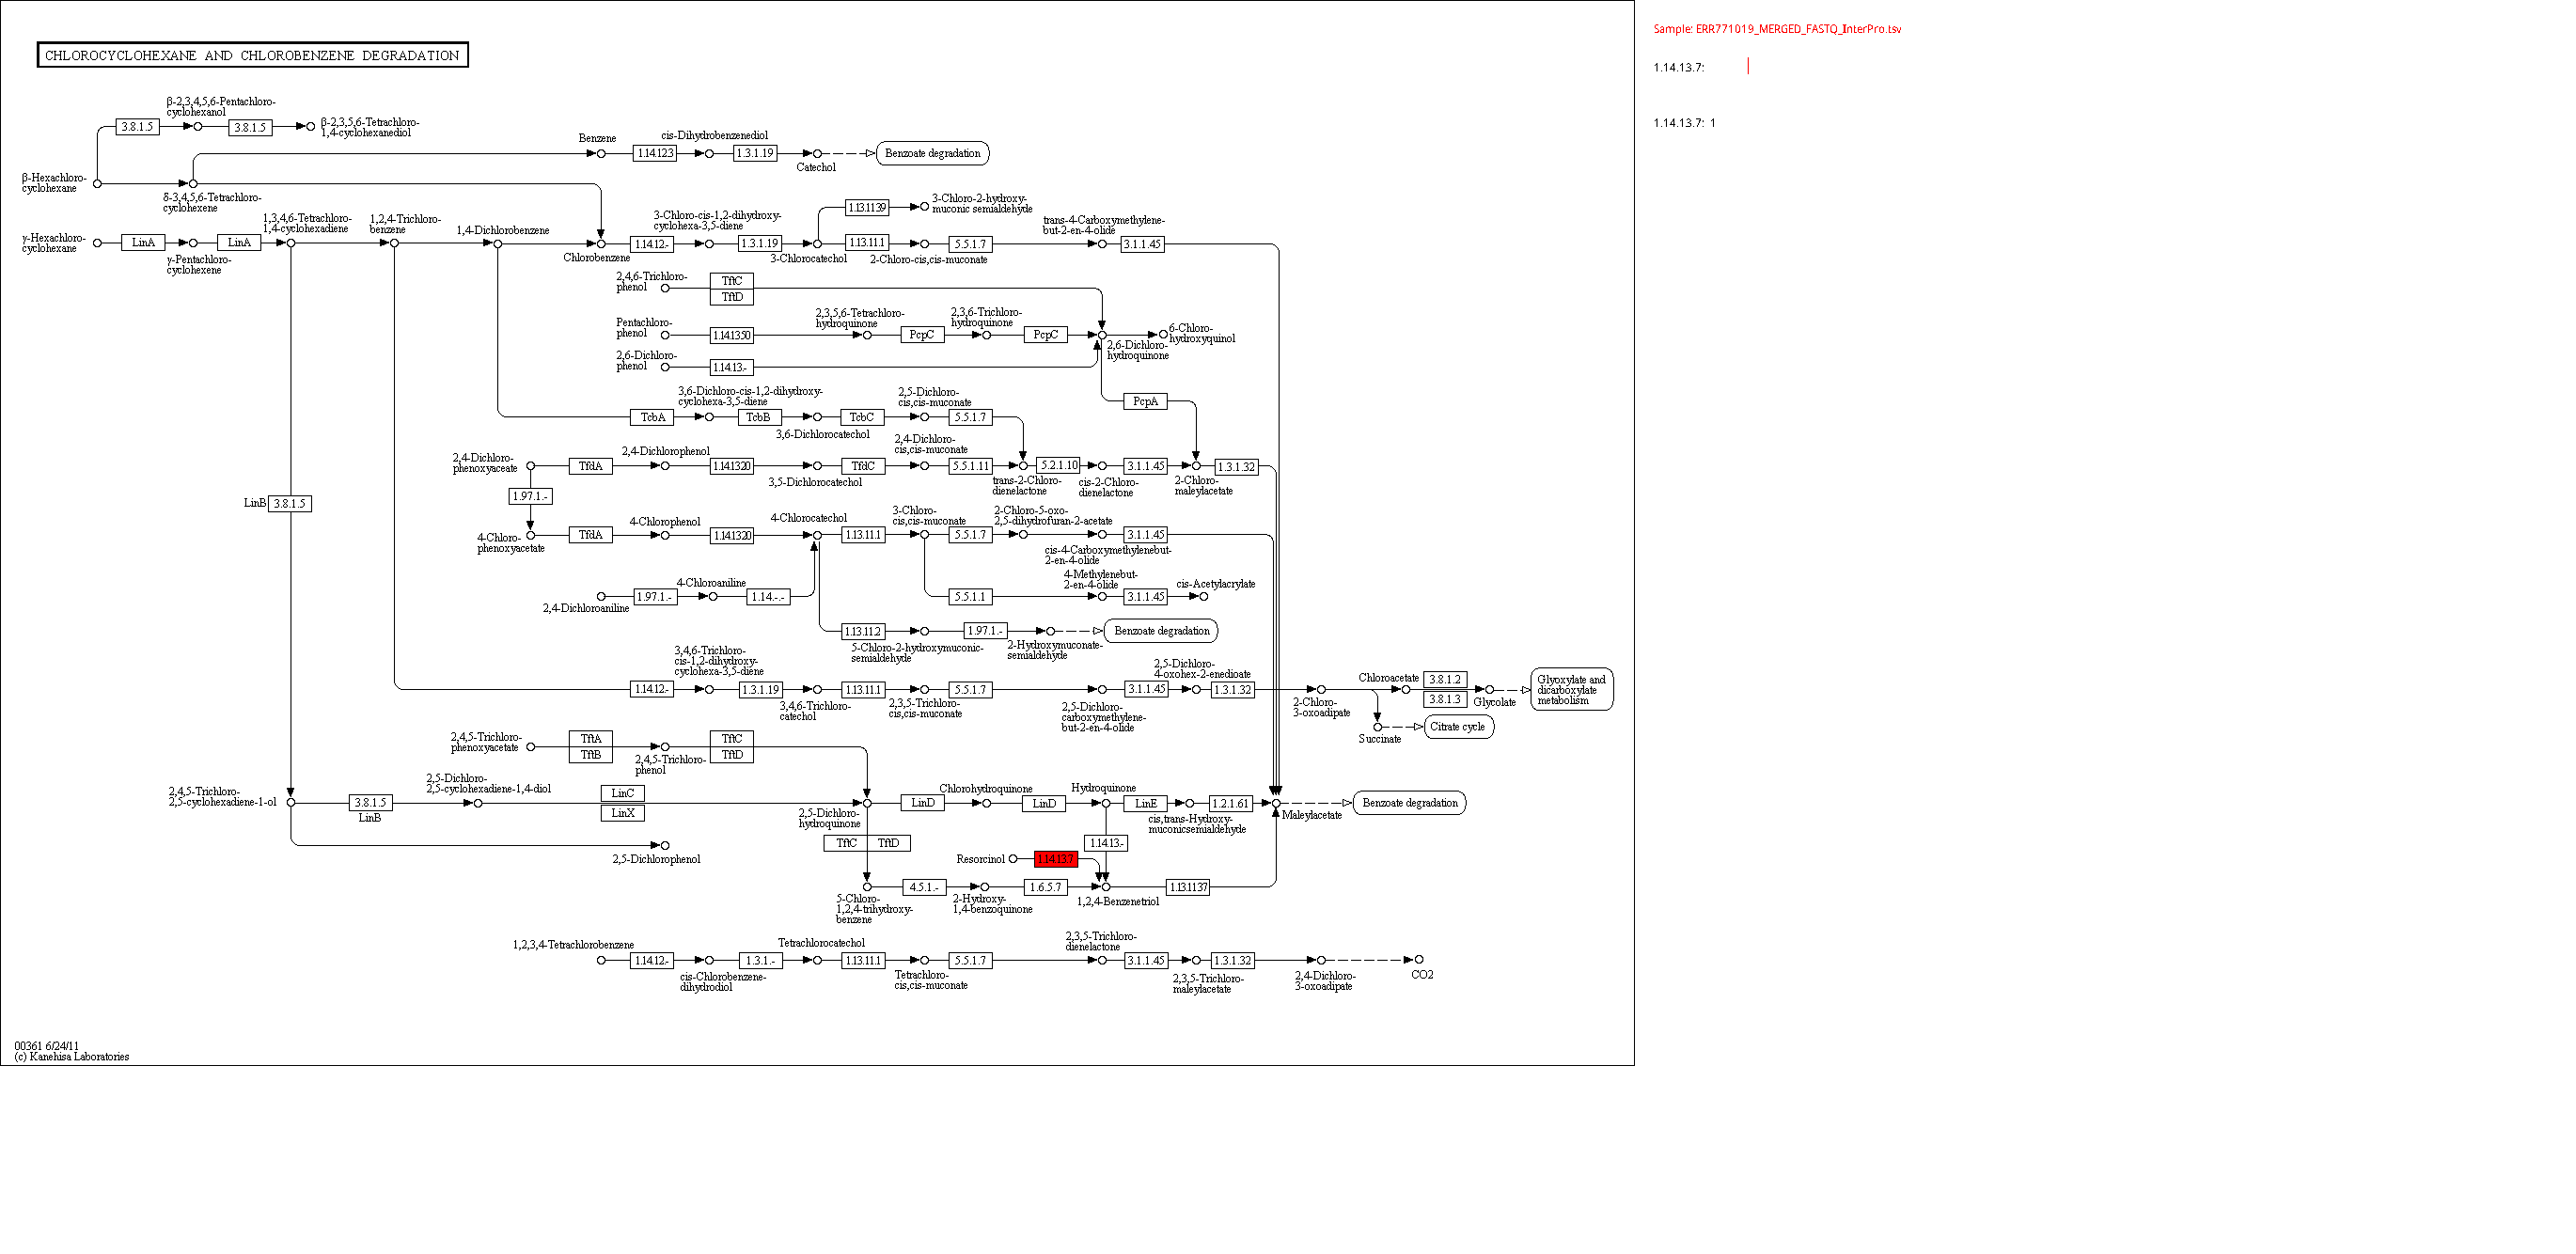 CHLOROCYCLOHEXANE AND CHLOROBENZENE DEGRADATION
Sample: ERR771019_MERGED_FASTQ_InterPro.tsv
1.14.13.7:
1.14.13.7: 1
β-2,3,4,5,6-Pentachloro-
cyclohexanol
3.8.1.5
3.8.1.5
β-2,3,5,6-Tetrachloro-
1,4-cyclohexanediol
Benzene
cis-Dihydrobenzenediol
1.14.12.3
1.3.1.19
Catechol
Benzoate degradation
β-Hexachloro-
cyclohexane
δ-3,4,5,6-Tetrachloro-
cyclohexene
γ-Hexachloro-
cyclohexane
LinA
γ-Pentachloro-
cyclohexene
LinA
1,3,4,6-Tetrachloro-
1,4-cyclohexadiene
1,2,4-Trichloro-
benzene
1,4-Dichlorobenzene
Chlorobenzene
1.14.12.-
3-Chloro-cis-1,2-dihydroxy-
cyclohexa-3,5-diene
1.3.1.19
3-Chlorocatechol
1.13.1139
3-Chloro-2-hydroxy-
muconic semialdehyde
1.13.11.1
2-Chloro-cis,cis-muconate
5.5.1.7
trans-4-Carboxymethylene-
but-2-en-4-olide
3.1.1.45
2,4,6-Trichloro-
phenol
TftC
TftD
Pentachloro-
phenol
1.14.1350
2,3,5,6-Tetrachloro-
hydroquinone
PcpC
2,3,6-Trichloro-
hydroquinone
PcpC
6-Chloro-
hydroxyquinol
2,6-Dichloro-
hydroquinone
2,6-Dichloro-
phenol
1.14.13.-
PcpA
3,6-Dichloro-cis-1,2-dihydroxy-
cyclohexa-3,5-diene
TcbA
TcbB
TcbC
3,6-Dichlorocatechol
2,5-Dichloro-
cis,cis-muconate
5.5.1.7
2,4-Dichloro-
phenoxyaceate
TfdA
2,4-Dichlorophenol
1.14.1320
3,5-Dichlorocatechol
TfdC
2,4-Dichloro-
cis,cis-muconate
5.5.1.11
trans-2-Chloro-
dienelactone
5.2.1.10
cis-2-Chloro-
dienelactone
3.1.1.45
2-Chloro-
maleylacetate
1.3.1.32
1.97.1.-
LinB
3.8.1.5
4-Chloro-
phenoxyacetate
TfdA
4-Chlorophenol
1.14.1320
4-Chlorocatechol
1.13.11.1
3-Chloro-
cis,cis-muconate
5.5.1.7
2-Chloro-5-oxo-
2,5-dihydrofuran-2-acetate
3.1.1.45
cis-4-Carboxymethylenebut-
2-en-4-olide
2,4-Dichloroaniline
1.97.1.-
4-Chloroaniline
1.14.-.-
5.5.1.1
4-Methylenebut-
2-en-4-olide
3.1.1.45
cis-Acetylacrylate
1.13.11.2
5-Chloro-2-hydroxymuconic-
semialdehyde
1.97.1.-
2-Hydroxymuconate-
semialdehyde
Benzoate degradation
1.14.12.-
3,4,6-Trichloro-
cis-1,2-dihydroxy-
cyclohexa-3,5-diene
1.3.1.19
3,4,6-Trichloro-
catechol
1.13.11.1
2,3,5-Trichloro-
cis,cis-muconate
5.5.1.7
2,5-Dichloro-
carboxymethylene-
but-2-en-4-olide
3.1.1.45
2,5-Dichloro-
4-oxohex-2-enedioate
1.3.1.32
2-Chloro-
3-oxoadipate
Chloroacetate
3.8.1.2
3.8.1.3
Glycolate
Glyoxylate and
dicarboxylate
metabolism
Succinate
Citrate cycle
2,4,5-Trichloro-
phenoxyacetate
TftA
TftB
2,4,5-Trichloro-
phenol
TftC
TftD
2,4,5-Trichloro-
2,5-cyclohexadiene-1-ol
3.8.1.5
LinB
2,5-Dichloro-
2,5-cyclohexadiene-1,4-diol
LinC
LinX
2,5-Dichloro-
hydroquinone
LinD
Chlorohydroquinone
LinD
Hydroquinone
LinE
cis,trans-Hydroxy-
muconicsemialdehyde
1.2.1.61
Maleylacetate
Benzoate degradation
2,5-Dichlorophenol
TftC
TftD
1.14.13.-
Resorcinol
1.14.13.7
5-Chloro-
1,2,4-trihydroxy-
benzene
4.5.1.-
2-Hydroxy-
1,4-benzoquinone
1.6.5.7
1,2,4-Benzenetriol
1.13.1137
1,2,3,4-Tetrachlorobenzene
1.14.12.-
cis-Chlorobenzene-
dihydrodiol
1.3.1.-
Tetrachlorocatechol
1.13.11.1
Tetrachloro-
cis,cis-muconate
5.5.1.7
2,3,5-Trichloro-
dienelactone
3.1.1.45
2,3,5-Trichloro-
maleylacetate
1.3.1.32
2,4-Dichloro-
3-oxoadipate
CO2
00361 6/24/11
(c) Kanehisa Laboratories